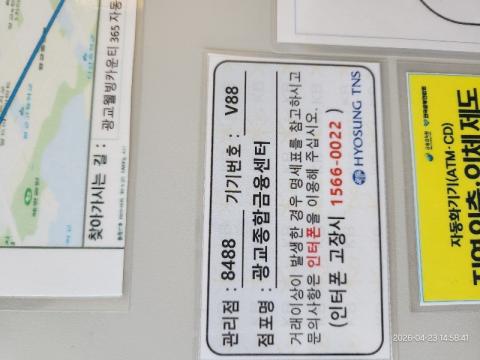 찾아가시는 길 :
광교웰빙카운티 365 자동
관리점 : 8488 기기번호 : V88
점포명 : 광교종합금융센터
거래이상이 발생한 경우 명세표를 참고하시고
문의사항은 인터폰을 이용해 주십시오.
(인터폰 고장시 1566-0022 )
HYOSUNG TNS
자동화기기(ATM·CD)
지연인출·이체 제도
2026-04-23 14:58:41